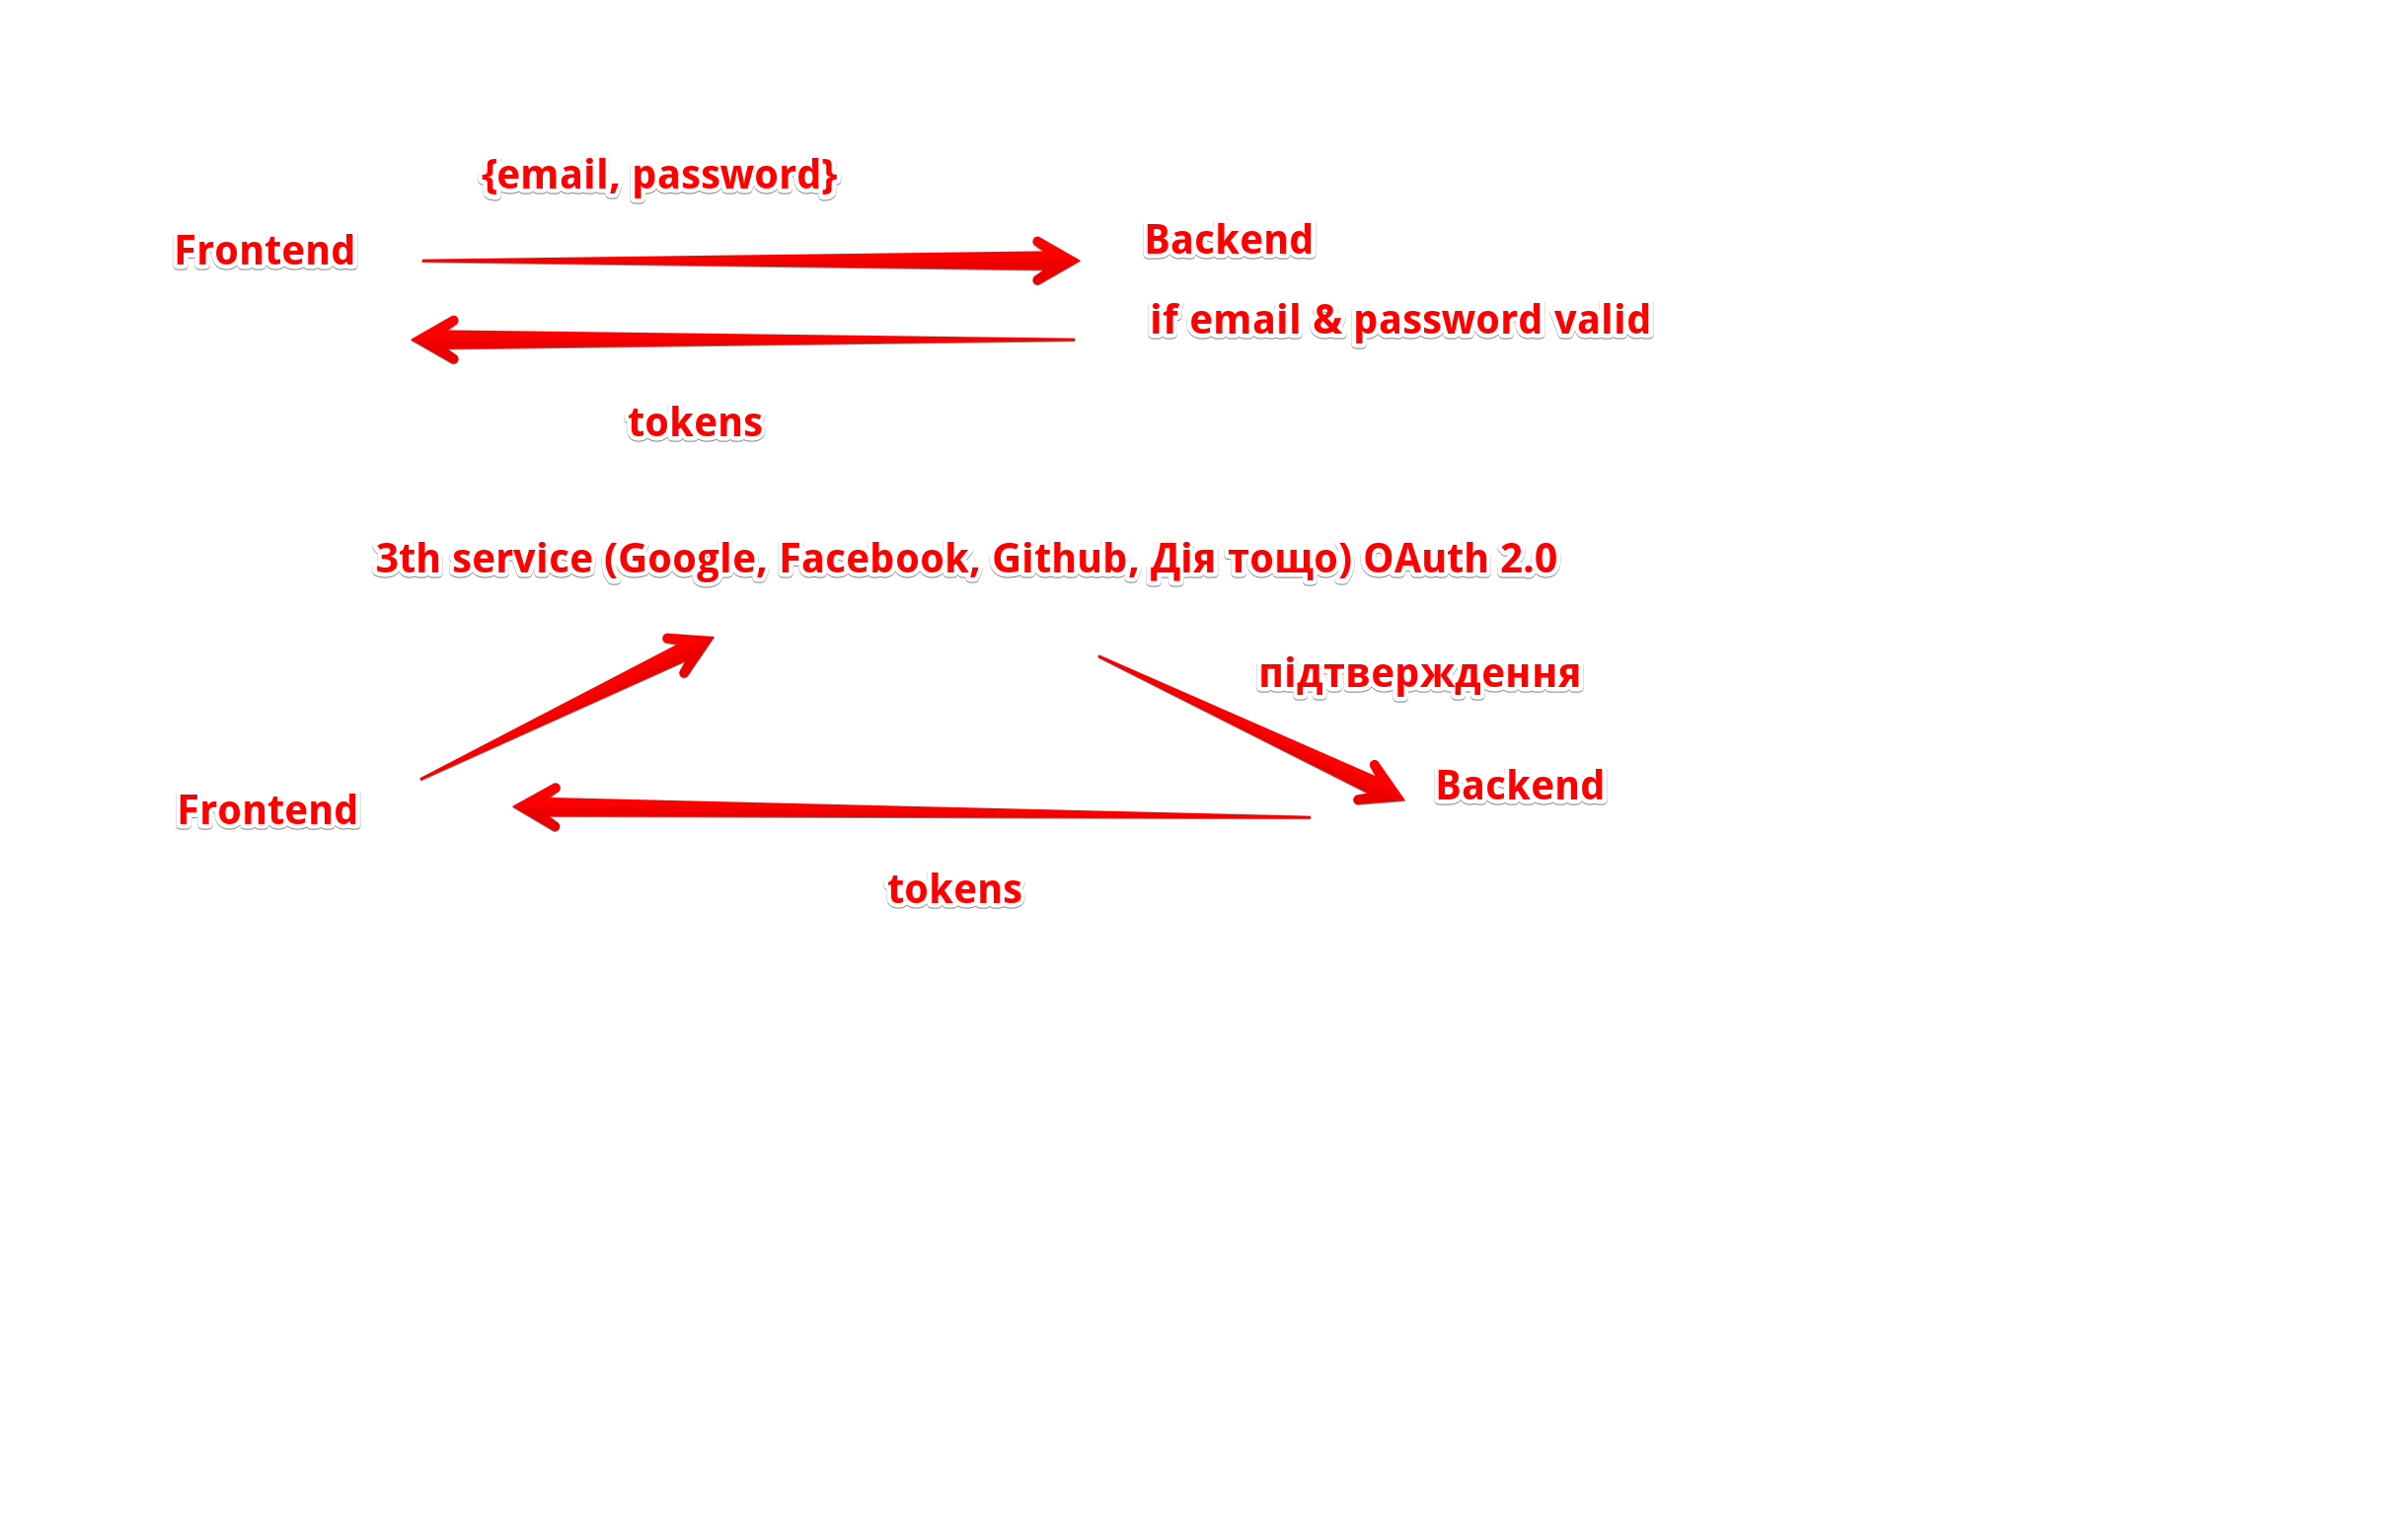 {email, password}
Frontend
Backend
if email & password valid
tokens
3th service (Google, Facebook, Github, Дія тощо) OAuth 2.0
підтверждення
Frontend
Backend
tokens